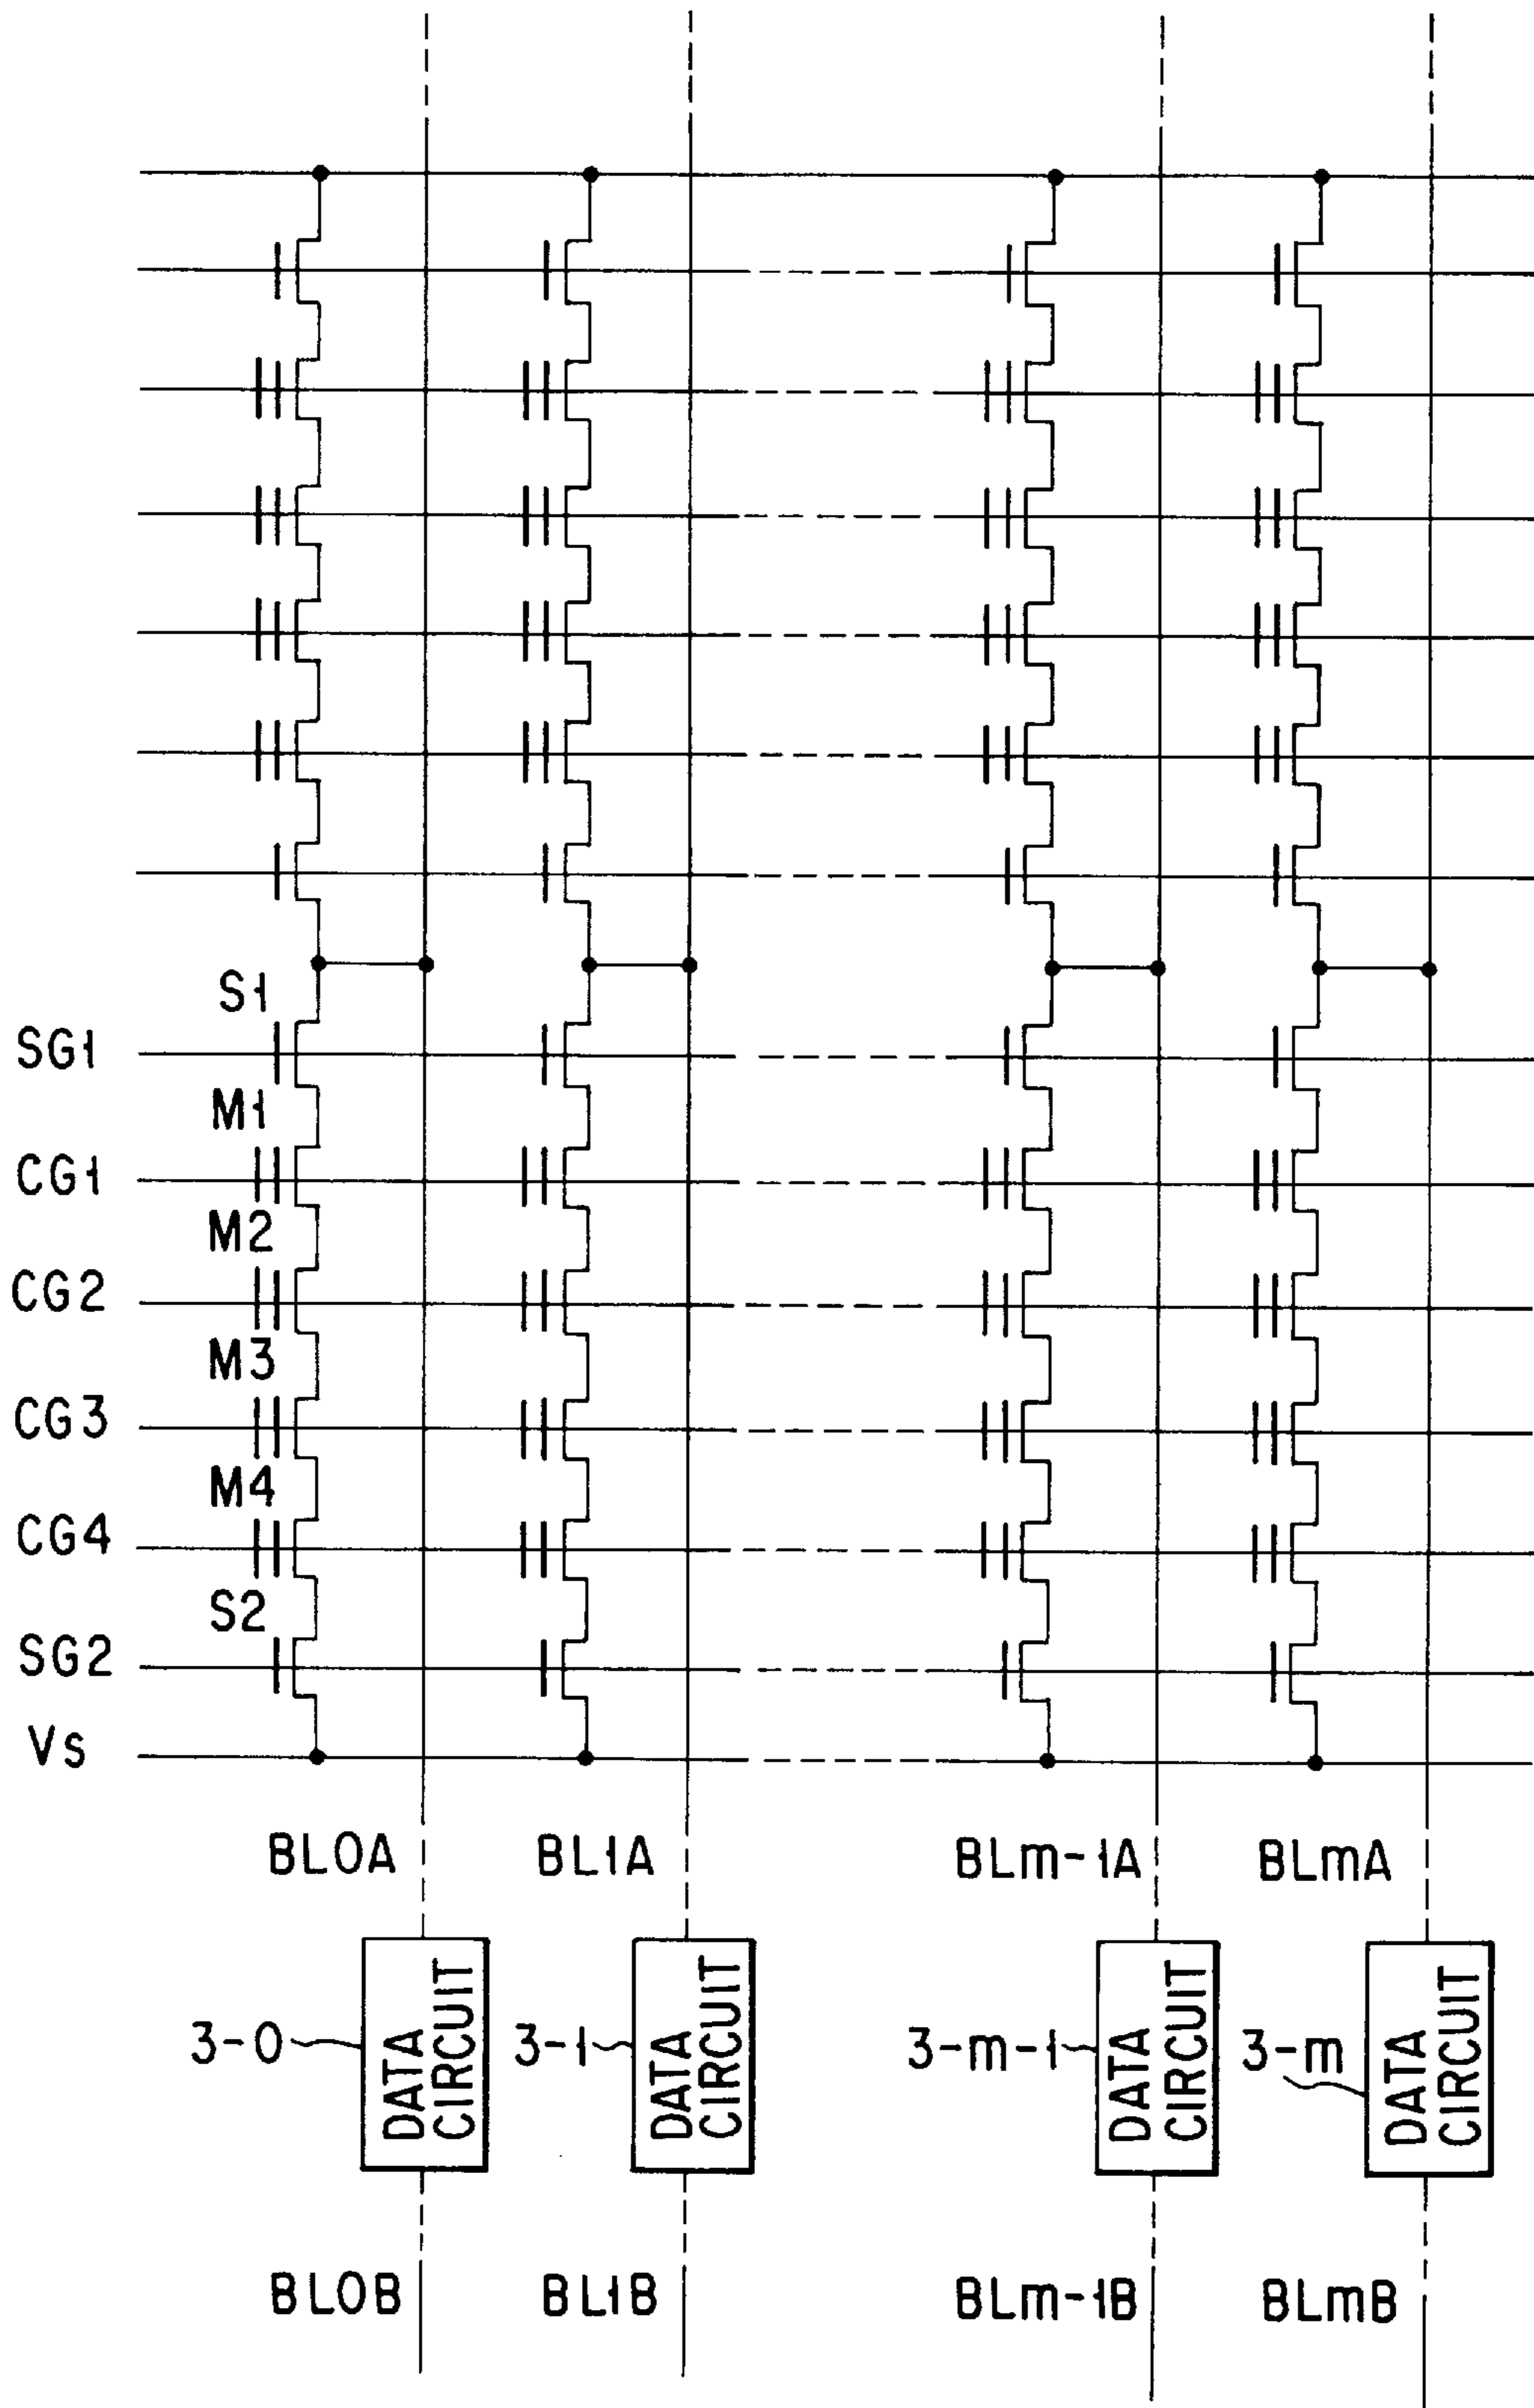 S1
SG1
M1
CG1
M2
CG2
M3
CG3
M4
CG4
S2
SG2
Vs
BL0A BL1A BLm-1A BLmA
3-0 DATA CIRCUIT 3-1 DATA CIRCUIT 3-m-1 DATA CIRCUIT 3-m DATA CIRCUIT
BL0B BL1B BLm-1B BLmB